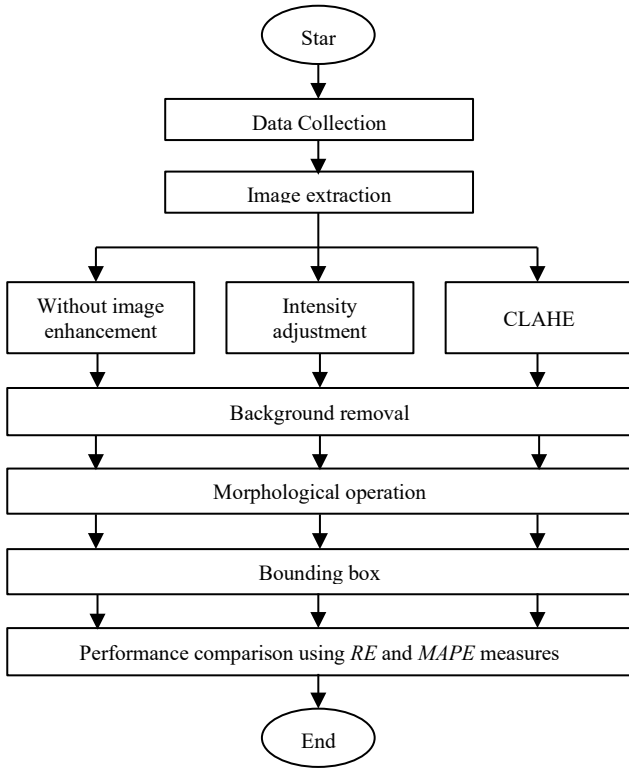 Star
Data Collection
Image extraction
Without image
enhancement
Intensity
adjustment
CLAHE
Background removal
Morphological operation
Bounding box
Performance comparison using RE and MAPE measures
End